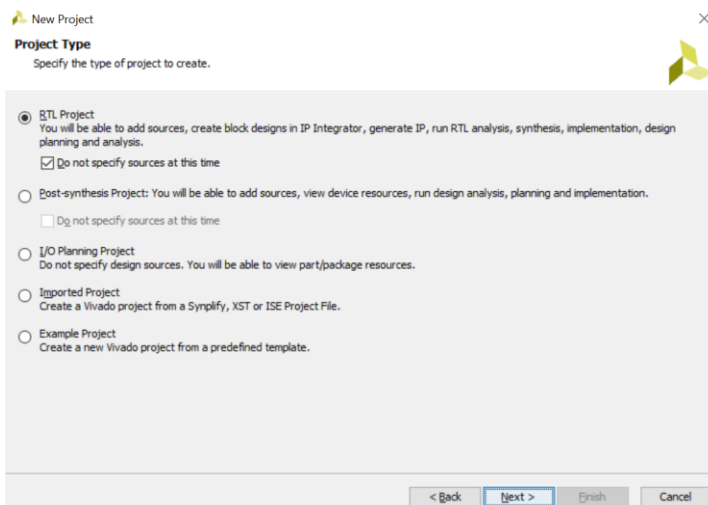 New Project
Project Type
Specify the type of project to create.
RTL Project
You will be able to add sources, create block designs in IP Integrator, generate IP, run RTL analysis, synthesis, implementation, design
planning and analysis.
Do not specify sources at this time
Post-synthesis Project: You will be able to add sources, view device resources, run design analysis, planning and implementation.
Do not specify sources at this time
I/O Planning Project
Do not specify design sources. You will be able to view part/package resources.
Imported Project
Create a Vivado project from a Synplify, XST or ISE Project File.
Example Project
Create a new Vivado project from a predefined template.
< Back Next > Finish Cancel